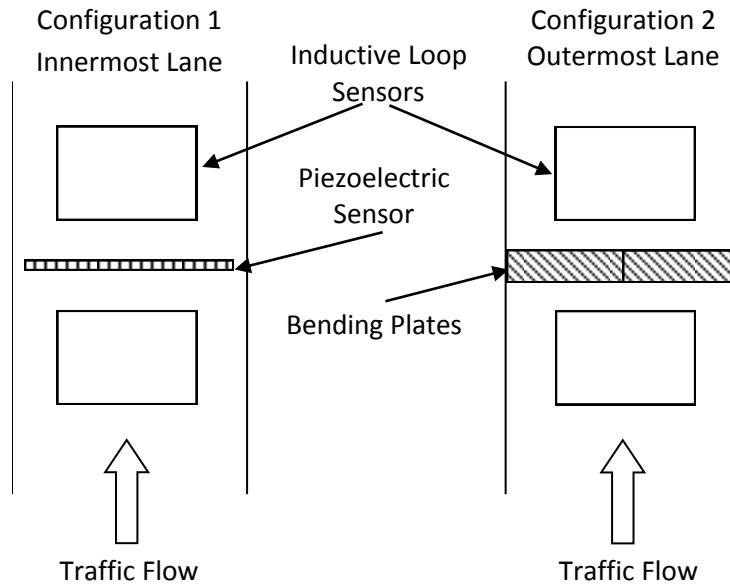 Configuration 1
Innermost Lane
Inductive Loop
Sensors
Configuration 2
Outermost Lane
Piezoelectric
Sensor
Bending Plates
Traffic Flow
Traffic Flow